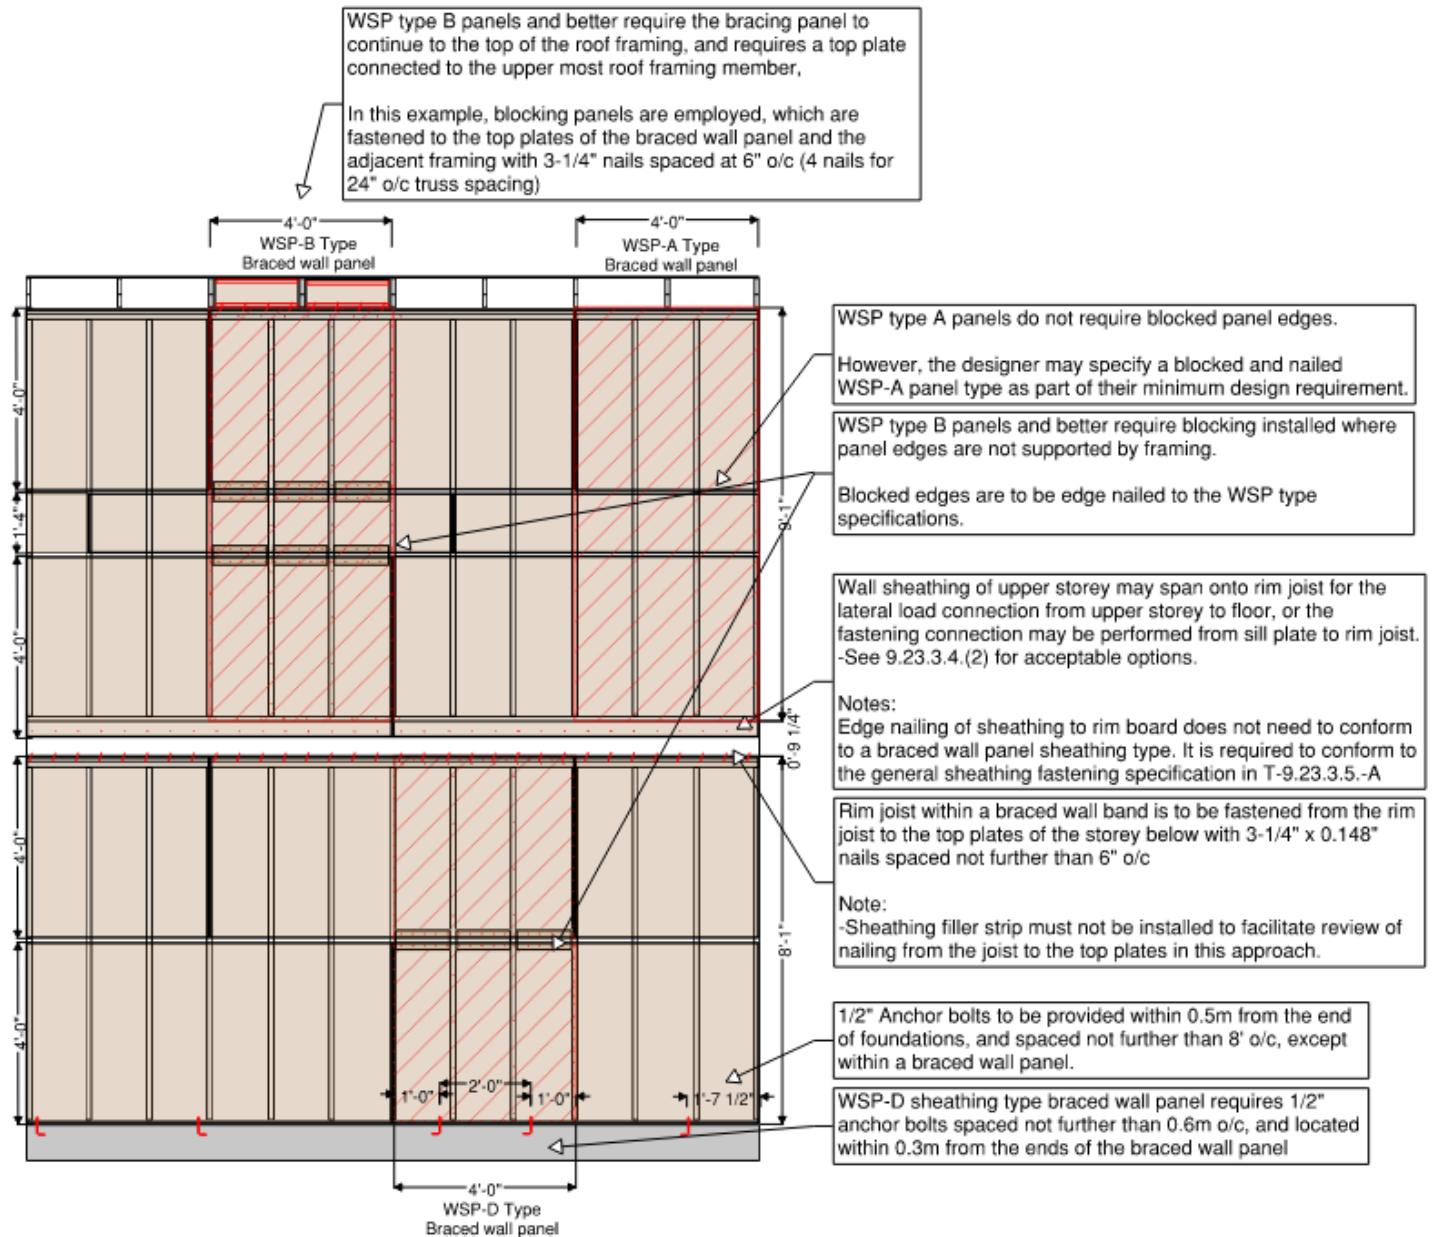 WSP type B panels and better require the bracing panel to
continue to the top of the roof framing, and requires a top plate
connected to the upper most roof framing member,
In this example, blocking panels are employed, which are
fastened to the top plates of the braced wall panel and the
adjacent framing with 3-1/4" nails spaced at 6" o/c (4 nails for
24" o/c truss spacing)
4'-0"
WSP-B Type
Braced wall panel
4'-0"
WSP-A Type
Braced wall panel
4'-0"
1'-4"
4'-0"
9'-1"
0'-9 1/4"
4'-0"
4'-0"
8'-1"
WSP type A panels do not require blocked panel edges.
However, the designer may specify a blocked and nailed
WSP-A panel type as part of their minimum design requirement.
WSP type B panels and better require blocking installed where
panel edges are not supported by framing.
Blocked edges are to be edge nailed to the WSP type
specifications.
Wall sheathing of upper storey may span onto rim joist for the
lateral load connection from upper storey to floor, or the
fastening connection may be performed from sill plate to rim joist.
-See 9.23.3.4.(2) for acceptable options.
Notes:
Edge nailing of sheathing to rim board does not need to conform
to a braced wall panel sheathing type. It is required to conform to
the general sheathing fastening specification in T-9.23.3.5.-A
Rim joist within a braced wall band is to be fastened from the rim
joist to the top plates of the storey below with 3-1/4" x 0.148"
nails spaced not further than 6" o/c
Note:
-Sheathing filler strip must not be installed to facilitate review of
nailing from the joist to the top plates in this approach.
1/2" Anchor bolts to be provided within 0.5m from the end
of foundations, and spaced not further than 8' o/c, except
within a braced wall panel.
WSP-D sheathing type braced wall panel requires 1/2"
anchor bolts spaced not further than 0.6m o/c, and located
within 0.3m from the ends of the braced wall panel
1'-0"
2'-0"
1'-0"
1'-7 1/2"
4'-0"
WSP-D Type
Braced wall panel